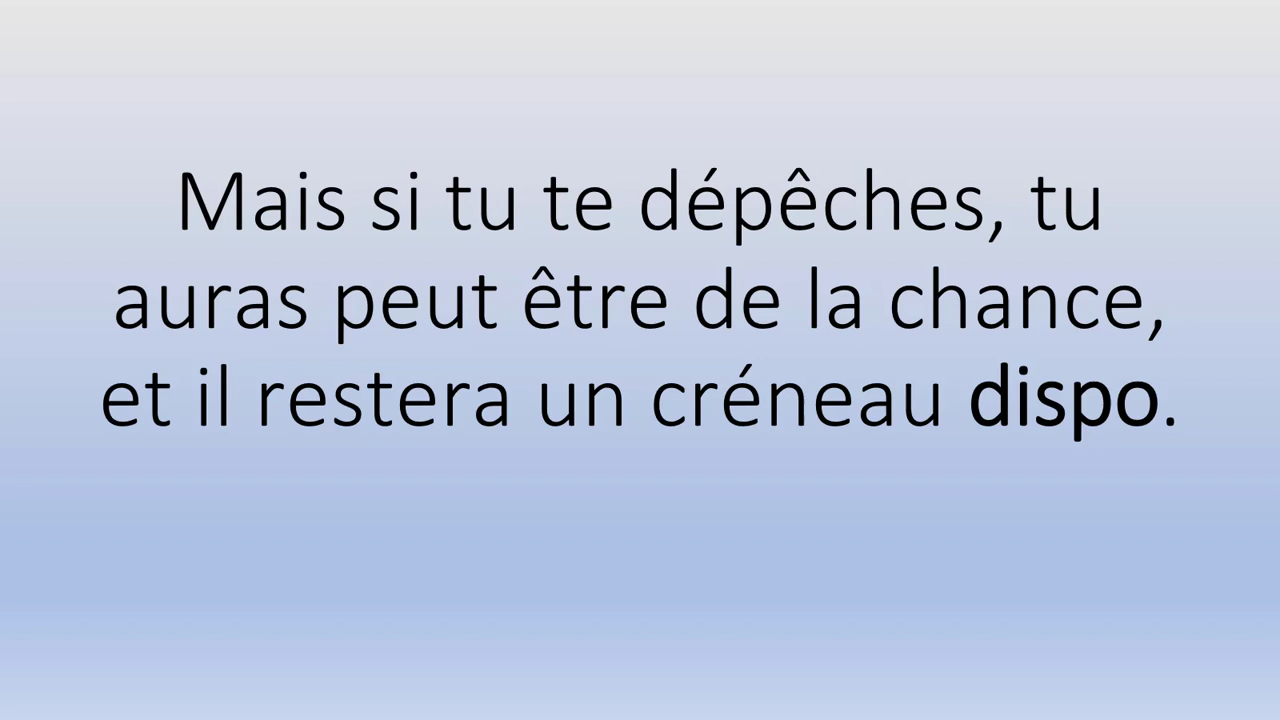 Mais si tu te dépêches, tu
auras peut être de la chance,
et il restera un créneau dispo.